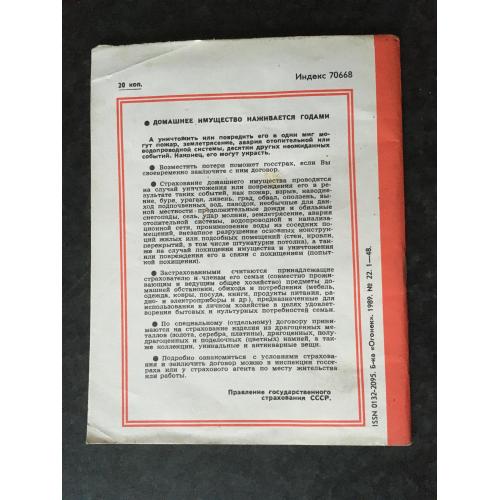 20 коп.
Индекс 70668
● ДОМАШНЕЕ ИМУЩЕСТВО НАЖИВАЕТСЯ ГОДАМИ
А уничтожить или повредить его в один миг мо-
гут пожар, землетрясение, авария отопительной или
водопроводной системы, десятки других неожиданных
событий. Наконец, его могут украсть.
● Возместить потери поможет госстрах, если Вы
своевременно заключите с ним договор.
● Страхование домашнего имущества проводится
на случай уничтожения или повреждения его в ре-
зультате таких событий, как пожар, взрыв, наводне-
ние, буря, ураган, ливень, град, обвал, оползень, вы-
ход подпочвенных вод, паводок, необычные для дан-
ной местности продолжительные дожди и обильные
снегопады, сель, удар молнии, землетрясение, авария
отопительной системы, водопроводной и канализа-
ционной сети, проникновение воды из соседних по-
мещений, внезапное разрушение основных конструк-
ций жилых или подсобных помещений (стен, кровли,
перекрытий, в том числе штукатурки потолка), а так-
же на случай похищения имущества и уничтожения
или повреждения его в связи с похищением (попыт-
кой похищения).
● Застрахованными считаются принадлежащие
страхователю и членам его семьи (совместно прожи-
вающим и ведущим общее хозяйство) предметы до-
машней обстановки, обихода и потребления (мебель,
одежда, ковры, посуда, книги, продукты питания, ра-
дио- и электроприборы и др.), предназначенные для
использования в личном хозяйстве в целях удовлет-
ворения бытовых и культурных потребностей семьи.
● По специальному (отдельному) договору прини-
маются на страхование изделия из драгоценных ме-
таллов (золота, серебра, платины), драгоценных, полу-
драгоценных и поделочных (цветных) камней, а так-
же коллекции, уникальные и антикварные вещи.
● Подробно ознакомиться с условиями страхова-
ния и заключить договор можно в инспекции госст-
раха или у страхового агента по месту жительства
или работы.
Правление государственного
страхования СССР.
ISSN 0132-2095. Б-ка «Огонек». 1989. № 22. 1—48.